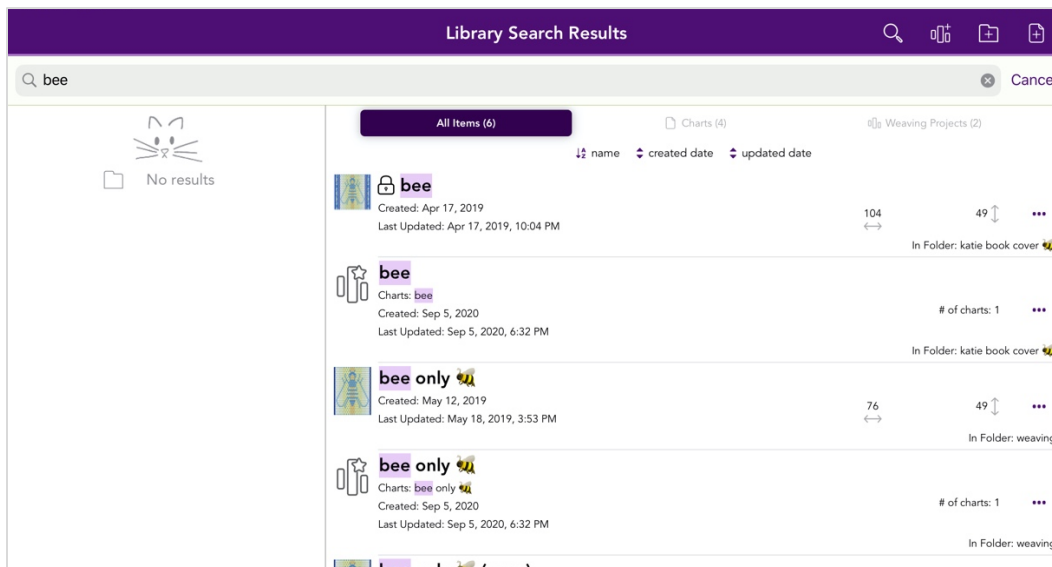 Library Search Results
bee
Cance
No results
All Items (6)
Charts (4)
Weaving Projects (2)
name
created date
updated date
bee
Created: Apr 17, 2019
Last Updated: Apr 17, 2019, 10:04 PM
104
49
In Folder: katie book cover 🐝
bee
Charts: bee
Created: Sep 5, 2020
Last Updated: Sep 5, 2020, 6:32 PM
# of charts: 1
In Folder: katie book cover 🐝
bee only 🐝
Created: May 12, 2019
Last Updated: May 18, 2019, 3:53 PM
76
49
In Folder: weaving
bee only 🐝
Charts: bee only 🐝
Created: Sep 5, 2020
Last Updated: Sep 5, 2020, 6:32 PM
# of charts: 1
In Folder: weaving